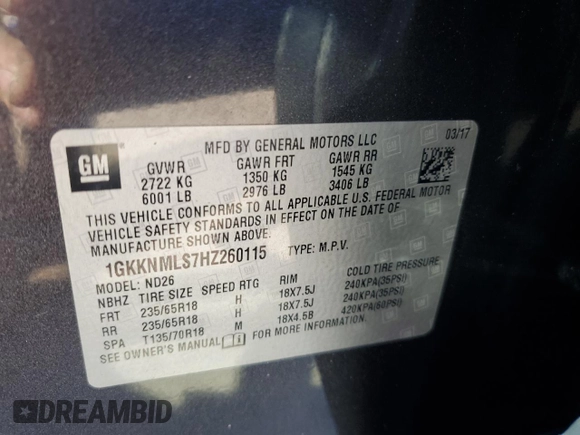 MFD BY GENERAL MOTORS LLC
03/17
GM
GVWR GAWR FRT GAWR RR
2722 KG 1350 KG 1545 KG
6001 LB 2976 LB 3406 LB
THIS VEHICLE CONFORMS TO ALL APPLICABLE U.S. FEDERAL MOTOR
VEHICLE SAFETY STANDARDS IN EFFECT ON THE DATE OF
MANUFACTURE SHOWN ABOVE.
1GKKNMLS7HZ260115 TYPE: M.P.V.
MODEL: ND26
NBHZ TIRE SIZE SPEED RTG RIM COLD TIRE PRESSURE
FRT 235/65R18 H 18X7.5J 240KPA(35PSI)
RR 235/65R18 H 18X7.5J 240KPA(35PSI)
SPA T135/70R18 M 18X4.5B 420KPA(60PSI)
SEE OWNER'S MANUAL FOR MORE INFORMATION.
DREAMBID